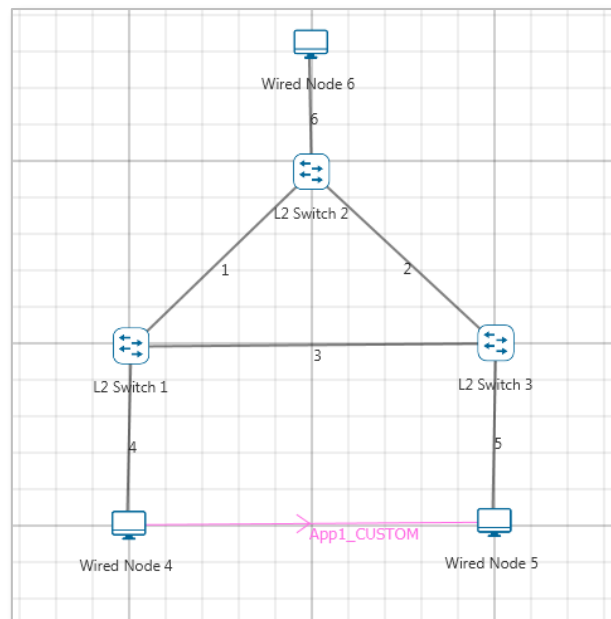 Wired Node 6
6
L2 Switch 2
1
2
3
L2 Switch 1
L2 Switch 3
4
5
App1_CUSTOM
Wired Node 4
Wired Node 5